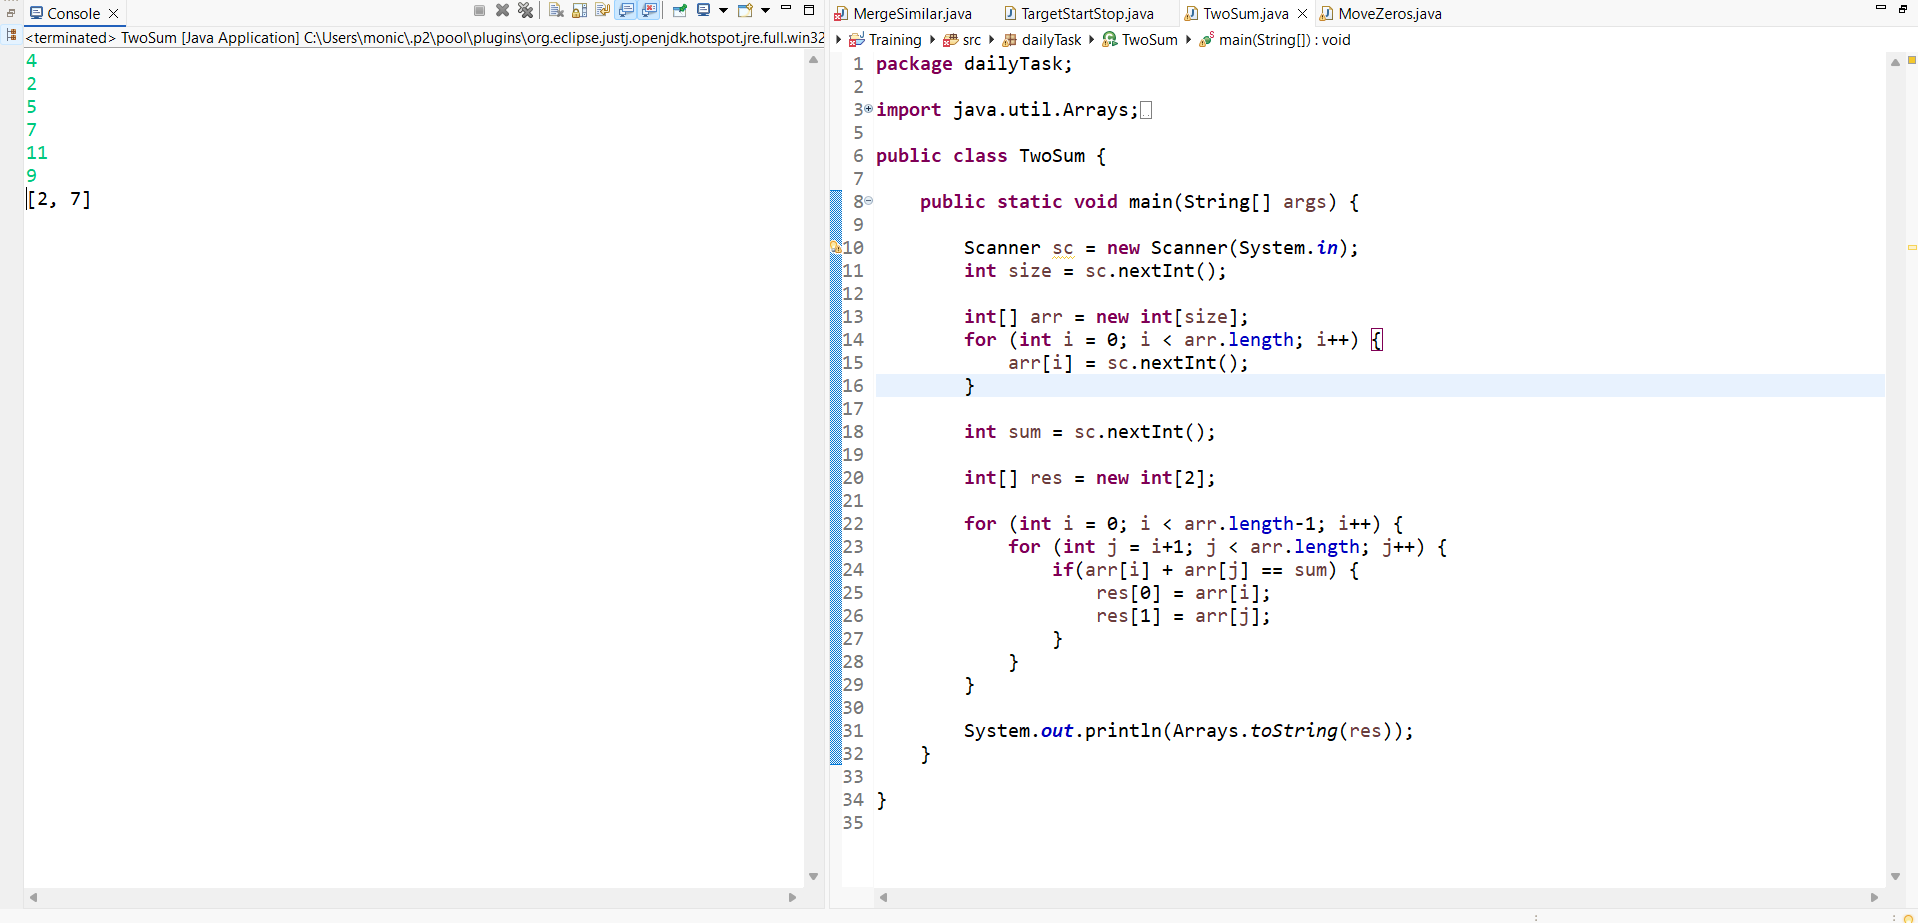 Console
<terminated> TwoSum [Java Application] C:\Users\monic\.p2\pool\plugins\org.eclipse.justj.openjdk.hotspot.jre.full.win32
4
2
5
7
11
9
[2, 7]
MergeSimilar.java TargetStartStop.java TwoSum.java MoveZeros.java
Training src dailyTask TwoSum main(String[]) : void
1 package dailyTask;
2
3 import java.util.Arrays;
5
6 public class TwoSum {
7
8     public static void main(String[] args) {
9
10         Scanner sc = new Scanner(System.in);
11         int size = sc.nextInt();
12
13         int[] arr = new int[size];
14         for (int i = 0; i < arr.length; i++) {
15             arr[i] = sc.nextInt();
16         }
17
18         int sum = sc.nextInt();
19
20         int[] res = new int[2];
21
22         for (int i = 0; i < arr.length-1; i++) {
23             for (int j = i+1; j < arr.length; j++) {
24                 if(arr[i] + arr[j] == sum) {
25                     res[0] = arr[i];
26                     res[1] = arr[j];
27                 }
28             }
29         }
30
31         System.out.println(Arrays.toString(res));
32     }
33
34 }
35